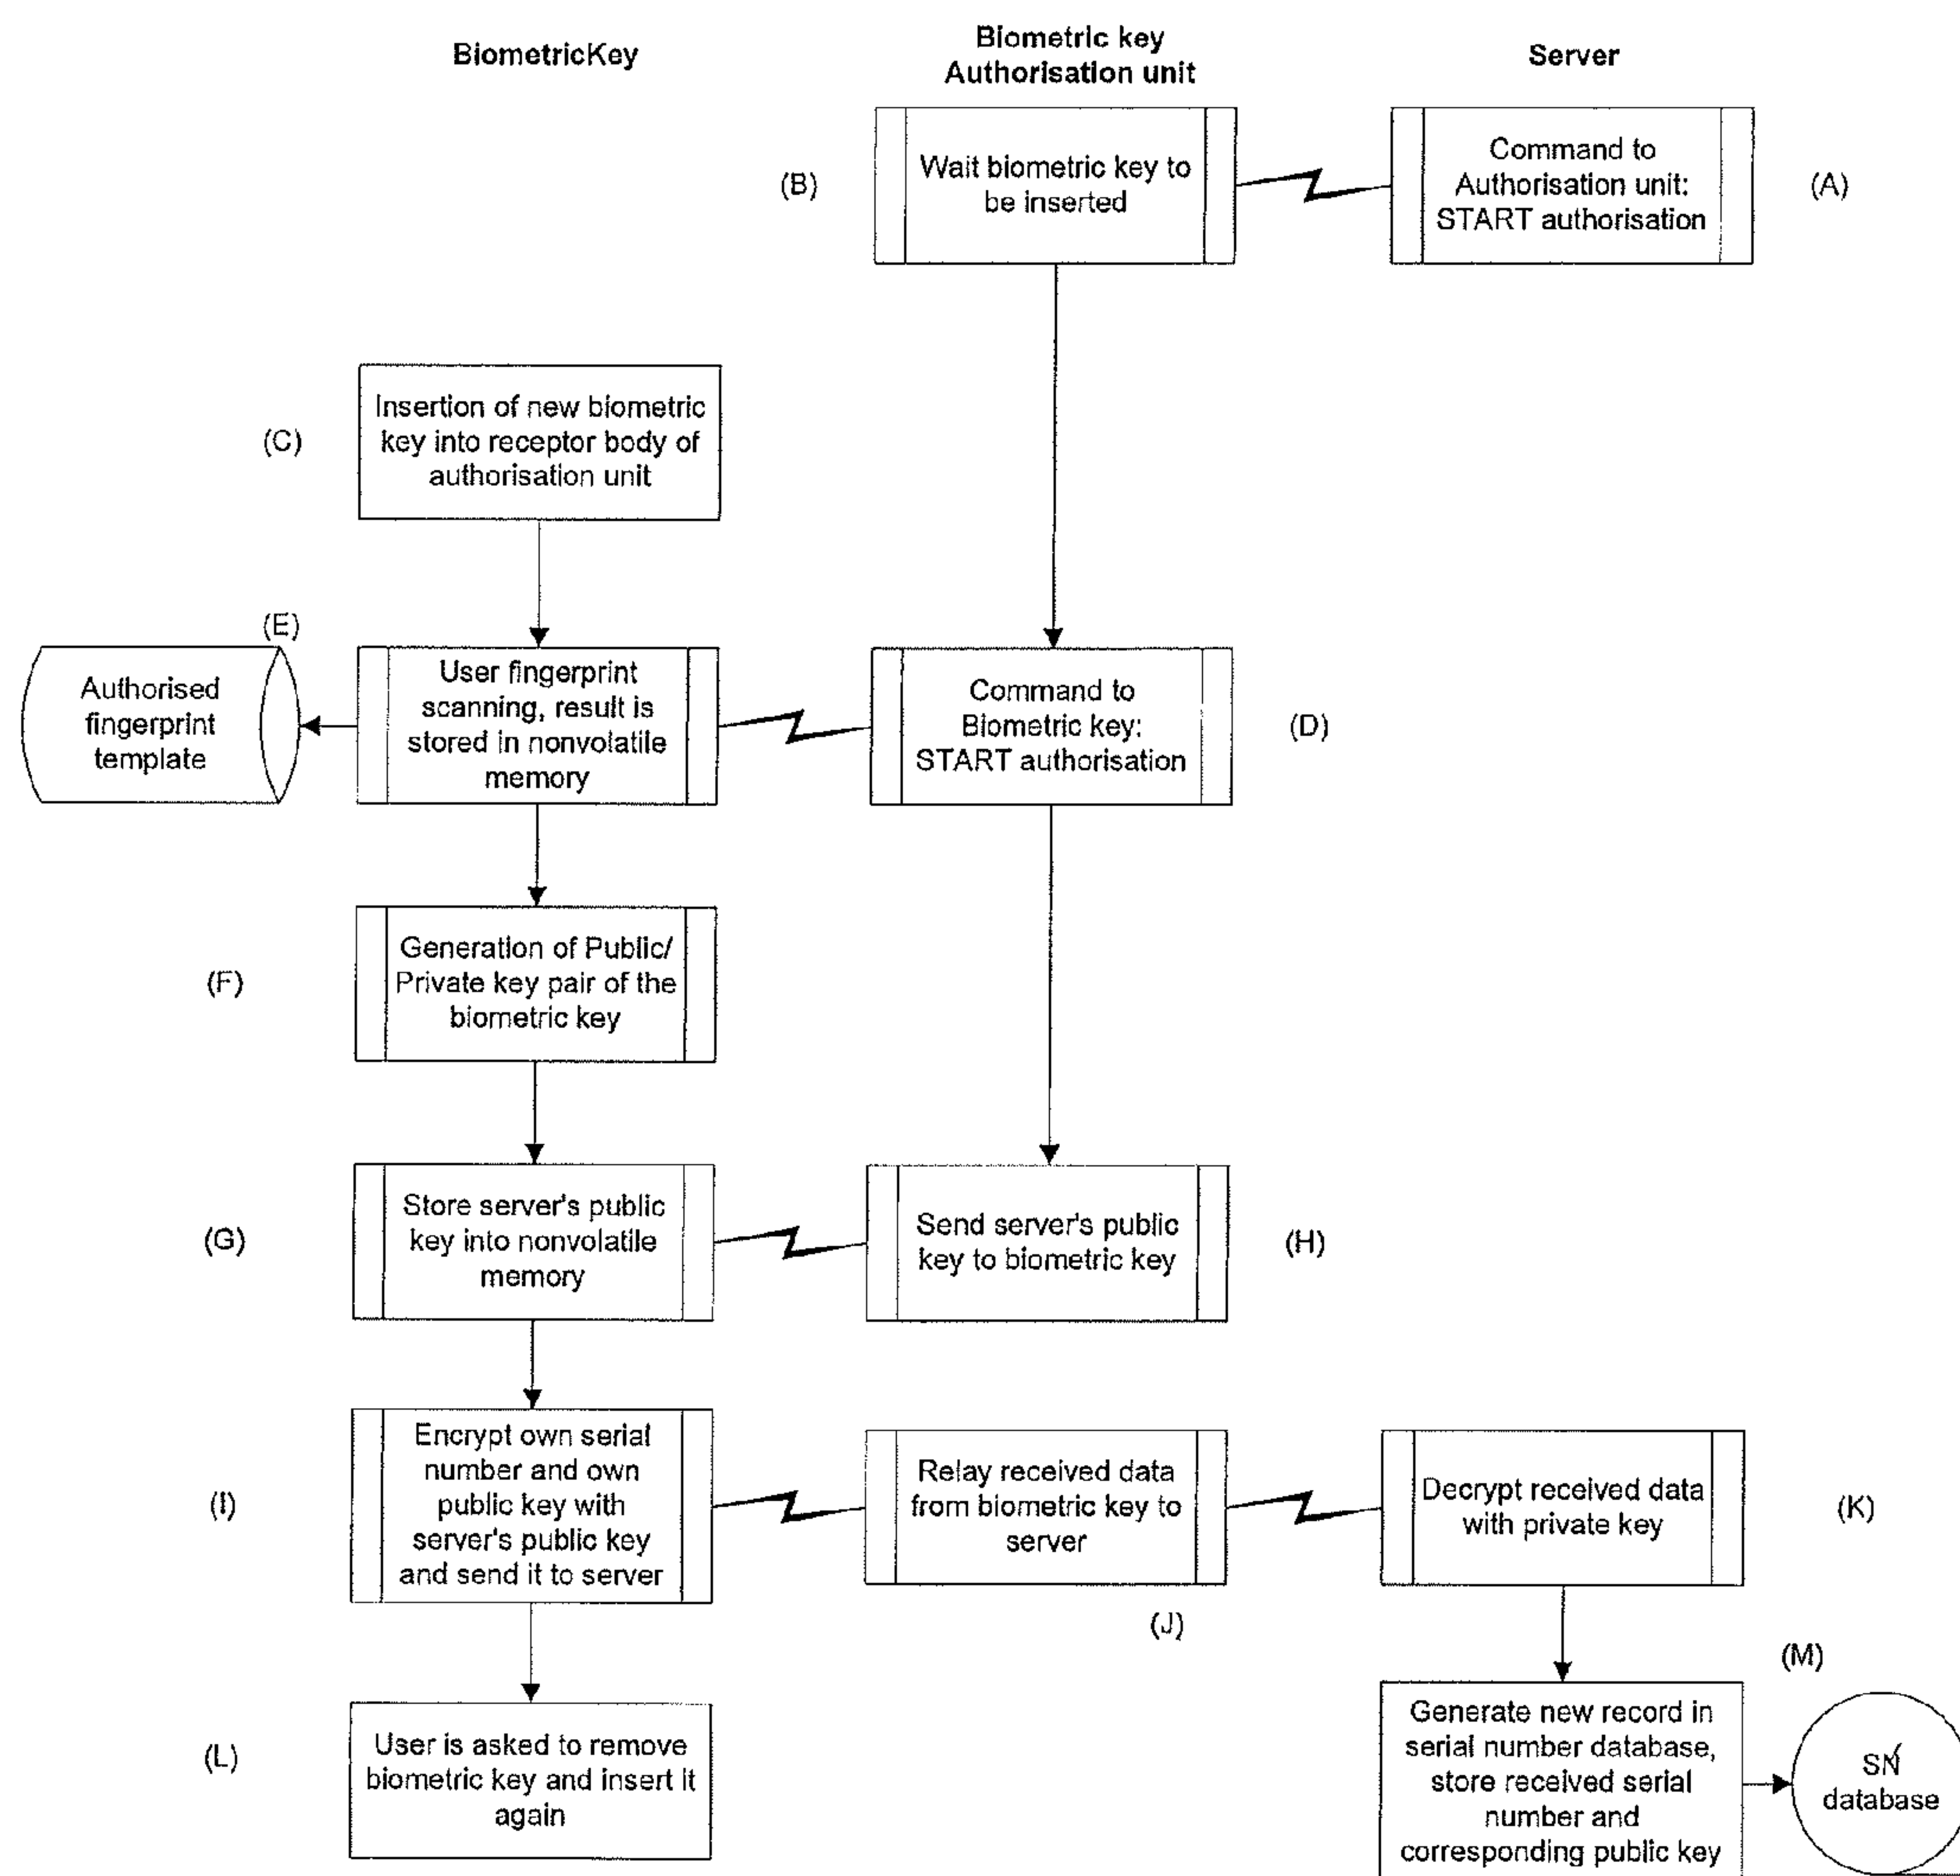 BiometricKey
Biometric key
Authorisation unit
Server
(B)
Wait biometric key to
be inserted
Command to
Authorisation unit:
START authorisation
(A)
(C)
Insertion of new biometric
key into receptor body of
authorisation unit
(E)
Authorised
fingerprint
template
User fingerprint
scanning, result is
stored in nonvolatile
memory
Command to
Biometric key:
START authorisation
(D)
(F)
Generation of Public/
Private key pair of the
biometric key
(G)
Store server's public
key into nonvolatile
memory
Send server's public
key to biometric key
(H)
(I)
Encrypt own serial
number and own
public key with
server's public key
and send it to server
Relay received data
from biometric key to
server
(J)
Decrypt received data
with private key
(K)
(L)
User is asked to remove
biometric key and insert it
again
(M)
Generate new record in
serial number database,
store received serial
number and
corresponding public key
SN
database